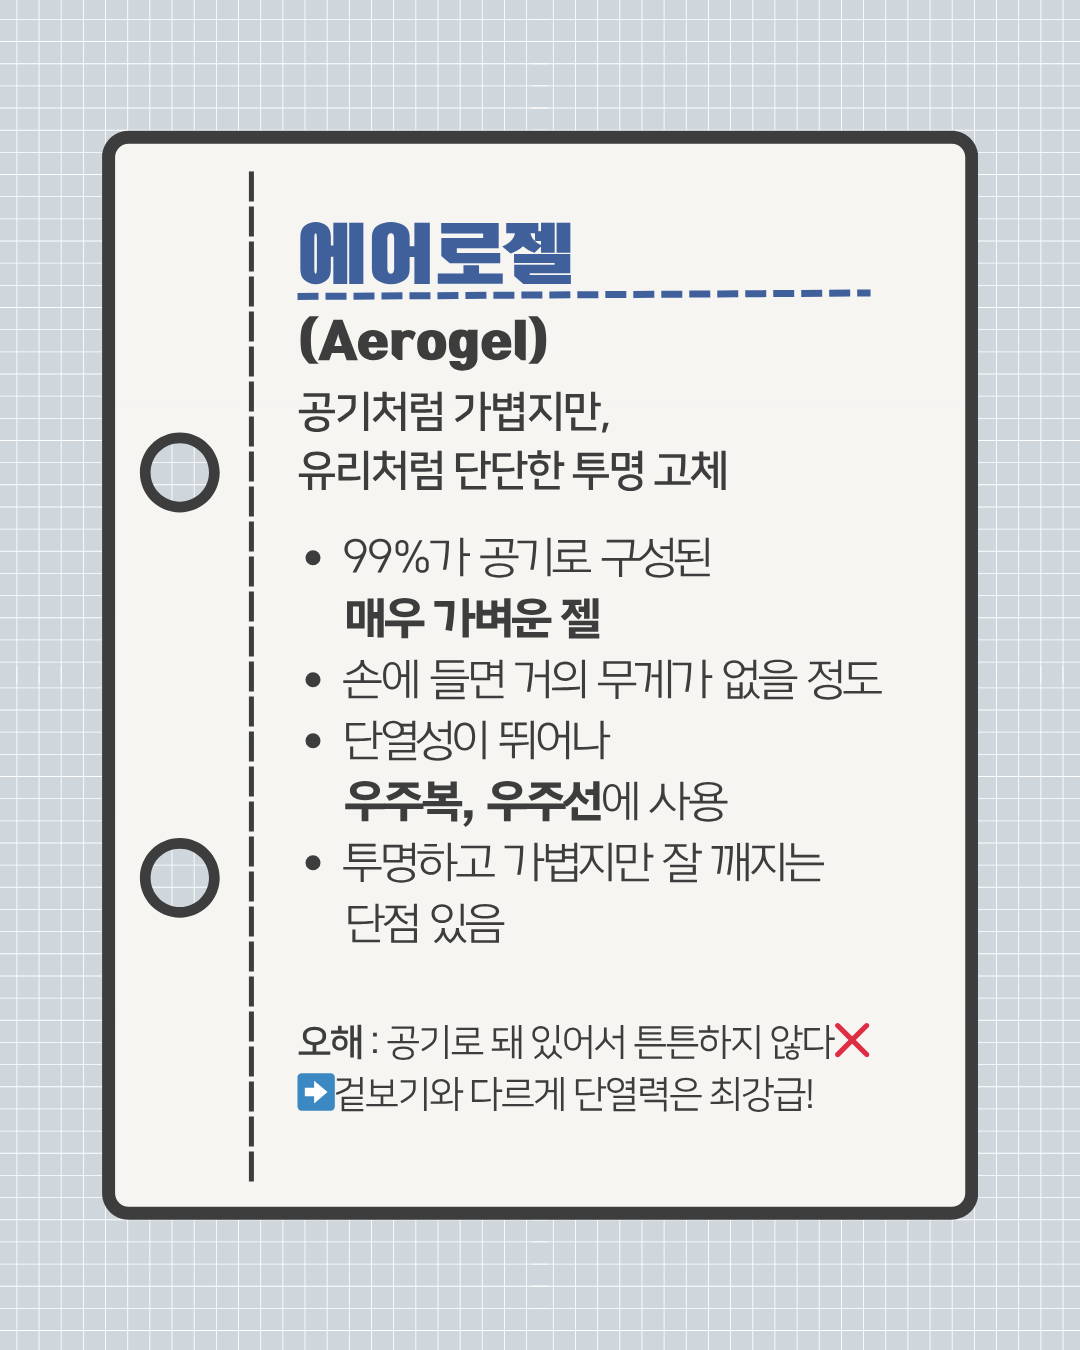 에어로젤
(Aerogel)
공기처럼 가볍지만,
유리처럼 단단한 투명 고체
• 99%가 공기로 구성된
매우 가벼운 젤
• 손에 들면 거의 무게가 없을 정도
• 단열성이 뛰어나
우주복, 우주선에 사용
• 투명하고 가볍지만 잘 깨지는
단점 있음
오해 : 공기로 돼 있어서 튼튼하지 않다❌
➡️겉보기와 다르게 단열력은 최강급!